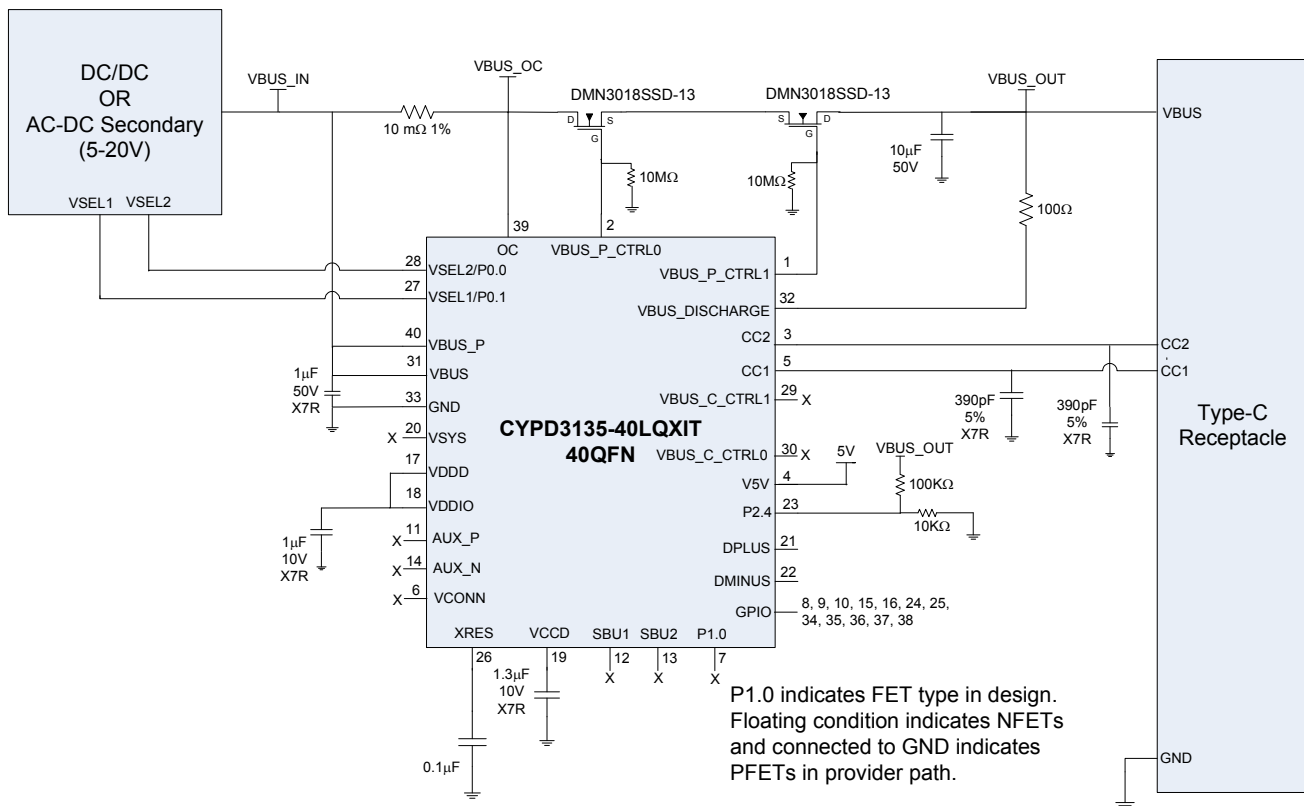 DC/DC
OR
AC-DC Secondary
(5-20V)
VSEL1 VSEL2
VBUS_IN
10 mΩ 1%
VBUS_OC
DMN3018SSD-13
D
S
G
10MΩ
DMN3018SSD-13
S
D
G
10MΩ
VBUS_OUT
10µF
50V
100Ω
VBUS
CC2
CC1
Type-C
Receptacle
GND
39
OC
2
VBUS_P_CTRL0
28
VSEL2/P0.0
27
VSEL1/P0.1
40
VBUS_P
31
VBUS
33
GND
X
20
VSYS
17
VDDD
18
VDDIO
11
X
AUX_P
14
X
AUX_N
6
X
VCONN
1µF
50V
X7R
1µF
10V
X7R
CYPD3135-40LQXIT
40QFN
1
VBUS_P_CTRL1
32
VBUS_DISCHARGE
3
CC2
5
CC1
29
VBUS_C_CTRL1
X
30
VBUS_C_CTRL0
X
4
V5V
5V
23
P2.4
VBUS_OUT
100KΩ
10KΩ
21
DPLUS
22
DMINUS
GPIO
8, 9, 10, 15, 16, 24, 25,
34, 35, 36, 37, 38
390pF
5%
X7R
390pF
5%
X7R
XRES
26
0.1µF
VCCD
19
1.3µF
10V
X7R
SBU1
12
X
SBU2
13
X
P1.0
7
X
P1.0 indicates FET type in design.
Floating condition indicates NFETs
and connected to GND indicates
PFETs in provider path.